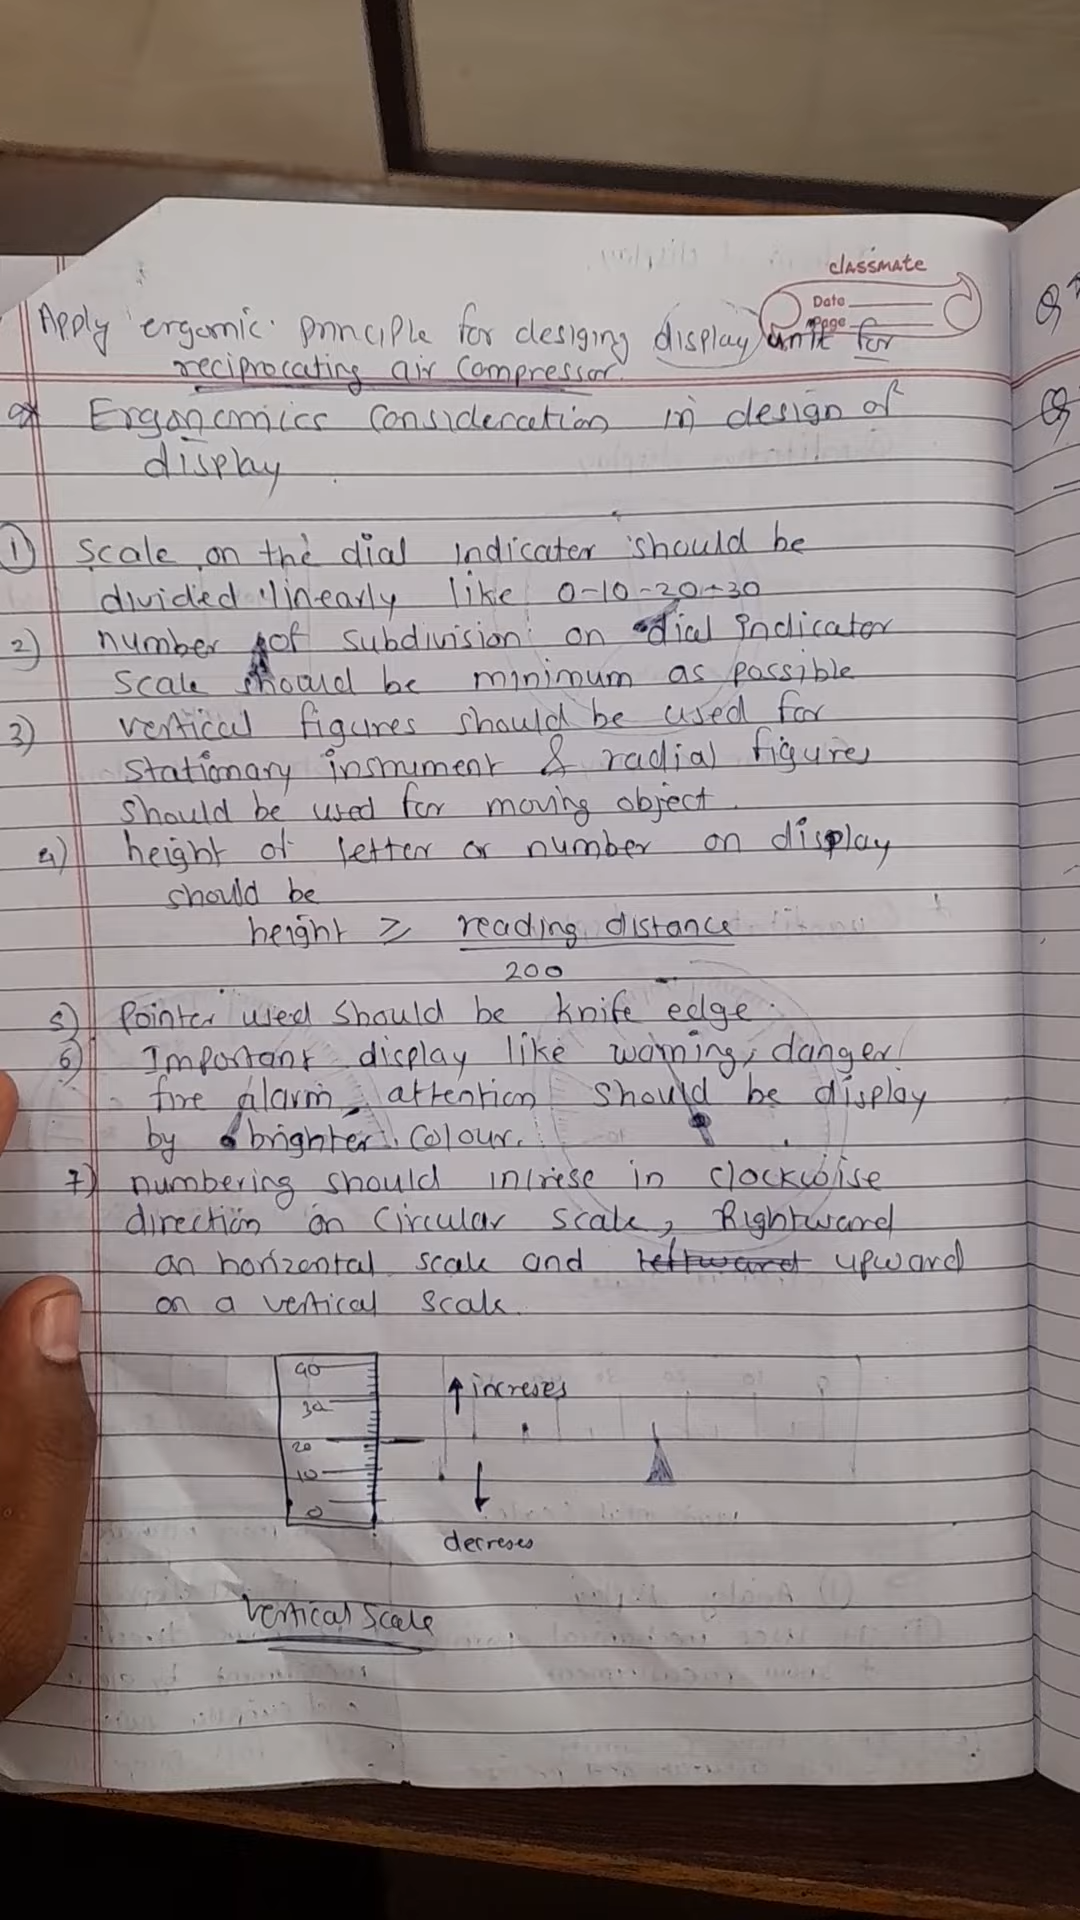 classmate
Date
Page
Apply ergomic principle for desiging display unit for
reciprocating air compressor.
Ergonomics Consideration in design of
display
1) Scale on the dial indicater should be
divided linearly like 0-10-20-30
2) number of subdivision on dial indicator
scale should be minimum as possible
3) vertical figures should be used for
stationary instrument & radial figures
should be used for moving object.
4) height of letter or number on display
should be
height ≥ reading distance
200
5) Pointer used should be knife edge.
6) Important display like warning, danger
fire alarm, attention should be display
by brighter colour.
7) numbering should increse in clockwise
direction on circular scale, Rightward
on horizontal scale and leftward upward
on a vertical scale.
40
↑ increses
30
20
10
↓
0
decreses
Vertical Scale